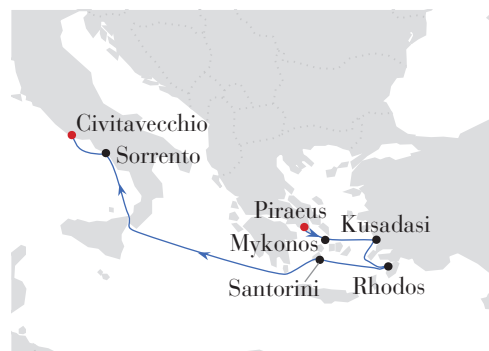 Civitavecchio
Sorrento
Piraeus
Kusadasi
Mykonos
Santorini
Rhodos